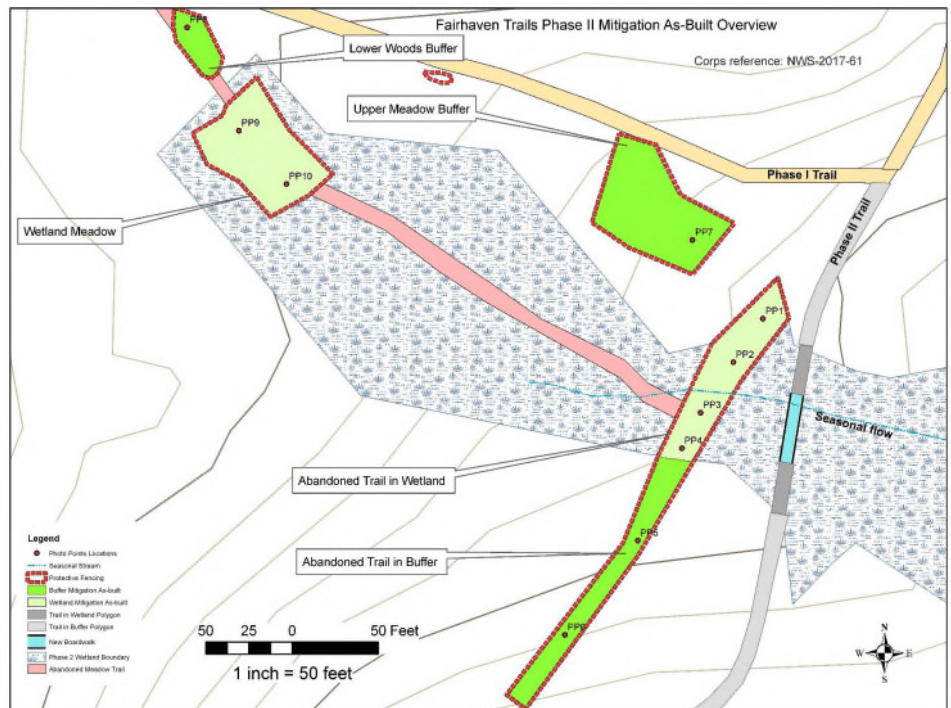 Fairhaven Trails Phase II Mitigation As-Built Overview
Corps reference: NWS-2017-61
PP8
Lower Woods Buffer
Upper Meadow Buffer
PP9
PP10
Phase I Trail
Wetland Meadow
PP7
Phase II Trail
PP1
PP2
PP3
Seasonal flow
PP4
Abandoned Trail in Wetland
PP5
Abandoned Trail in Buffer
PP6
Legend
Photo Points Locations
Seasonal Stream
Protective Fencing
Buffer Mitigation As-built
Wetland Mitigation As-built
Trail in Wetland Polygon
Trail in Buffer Polygon
New Boardwalk
Phase 2 Wetland Boundary
Abandoned Meadow Trail
50 25 0 50 Feet
1 inch = 50 feet
N
W E
S